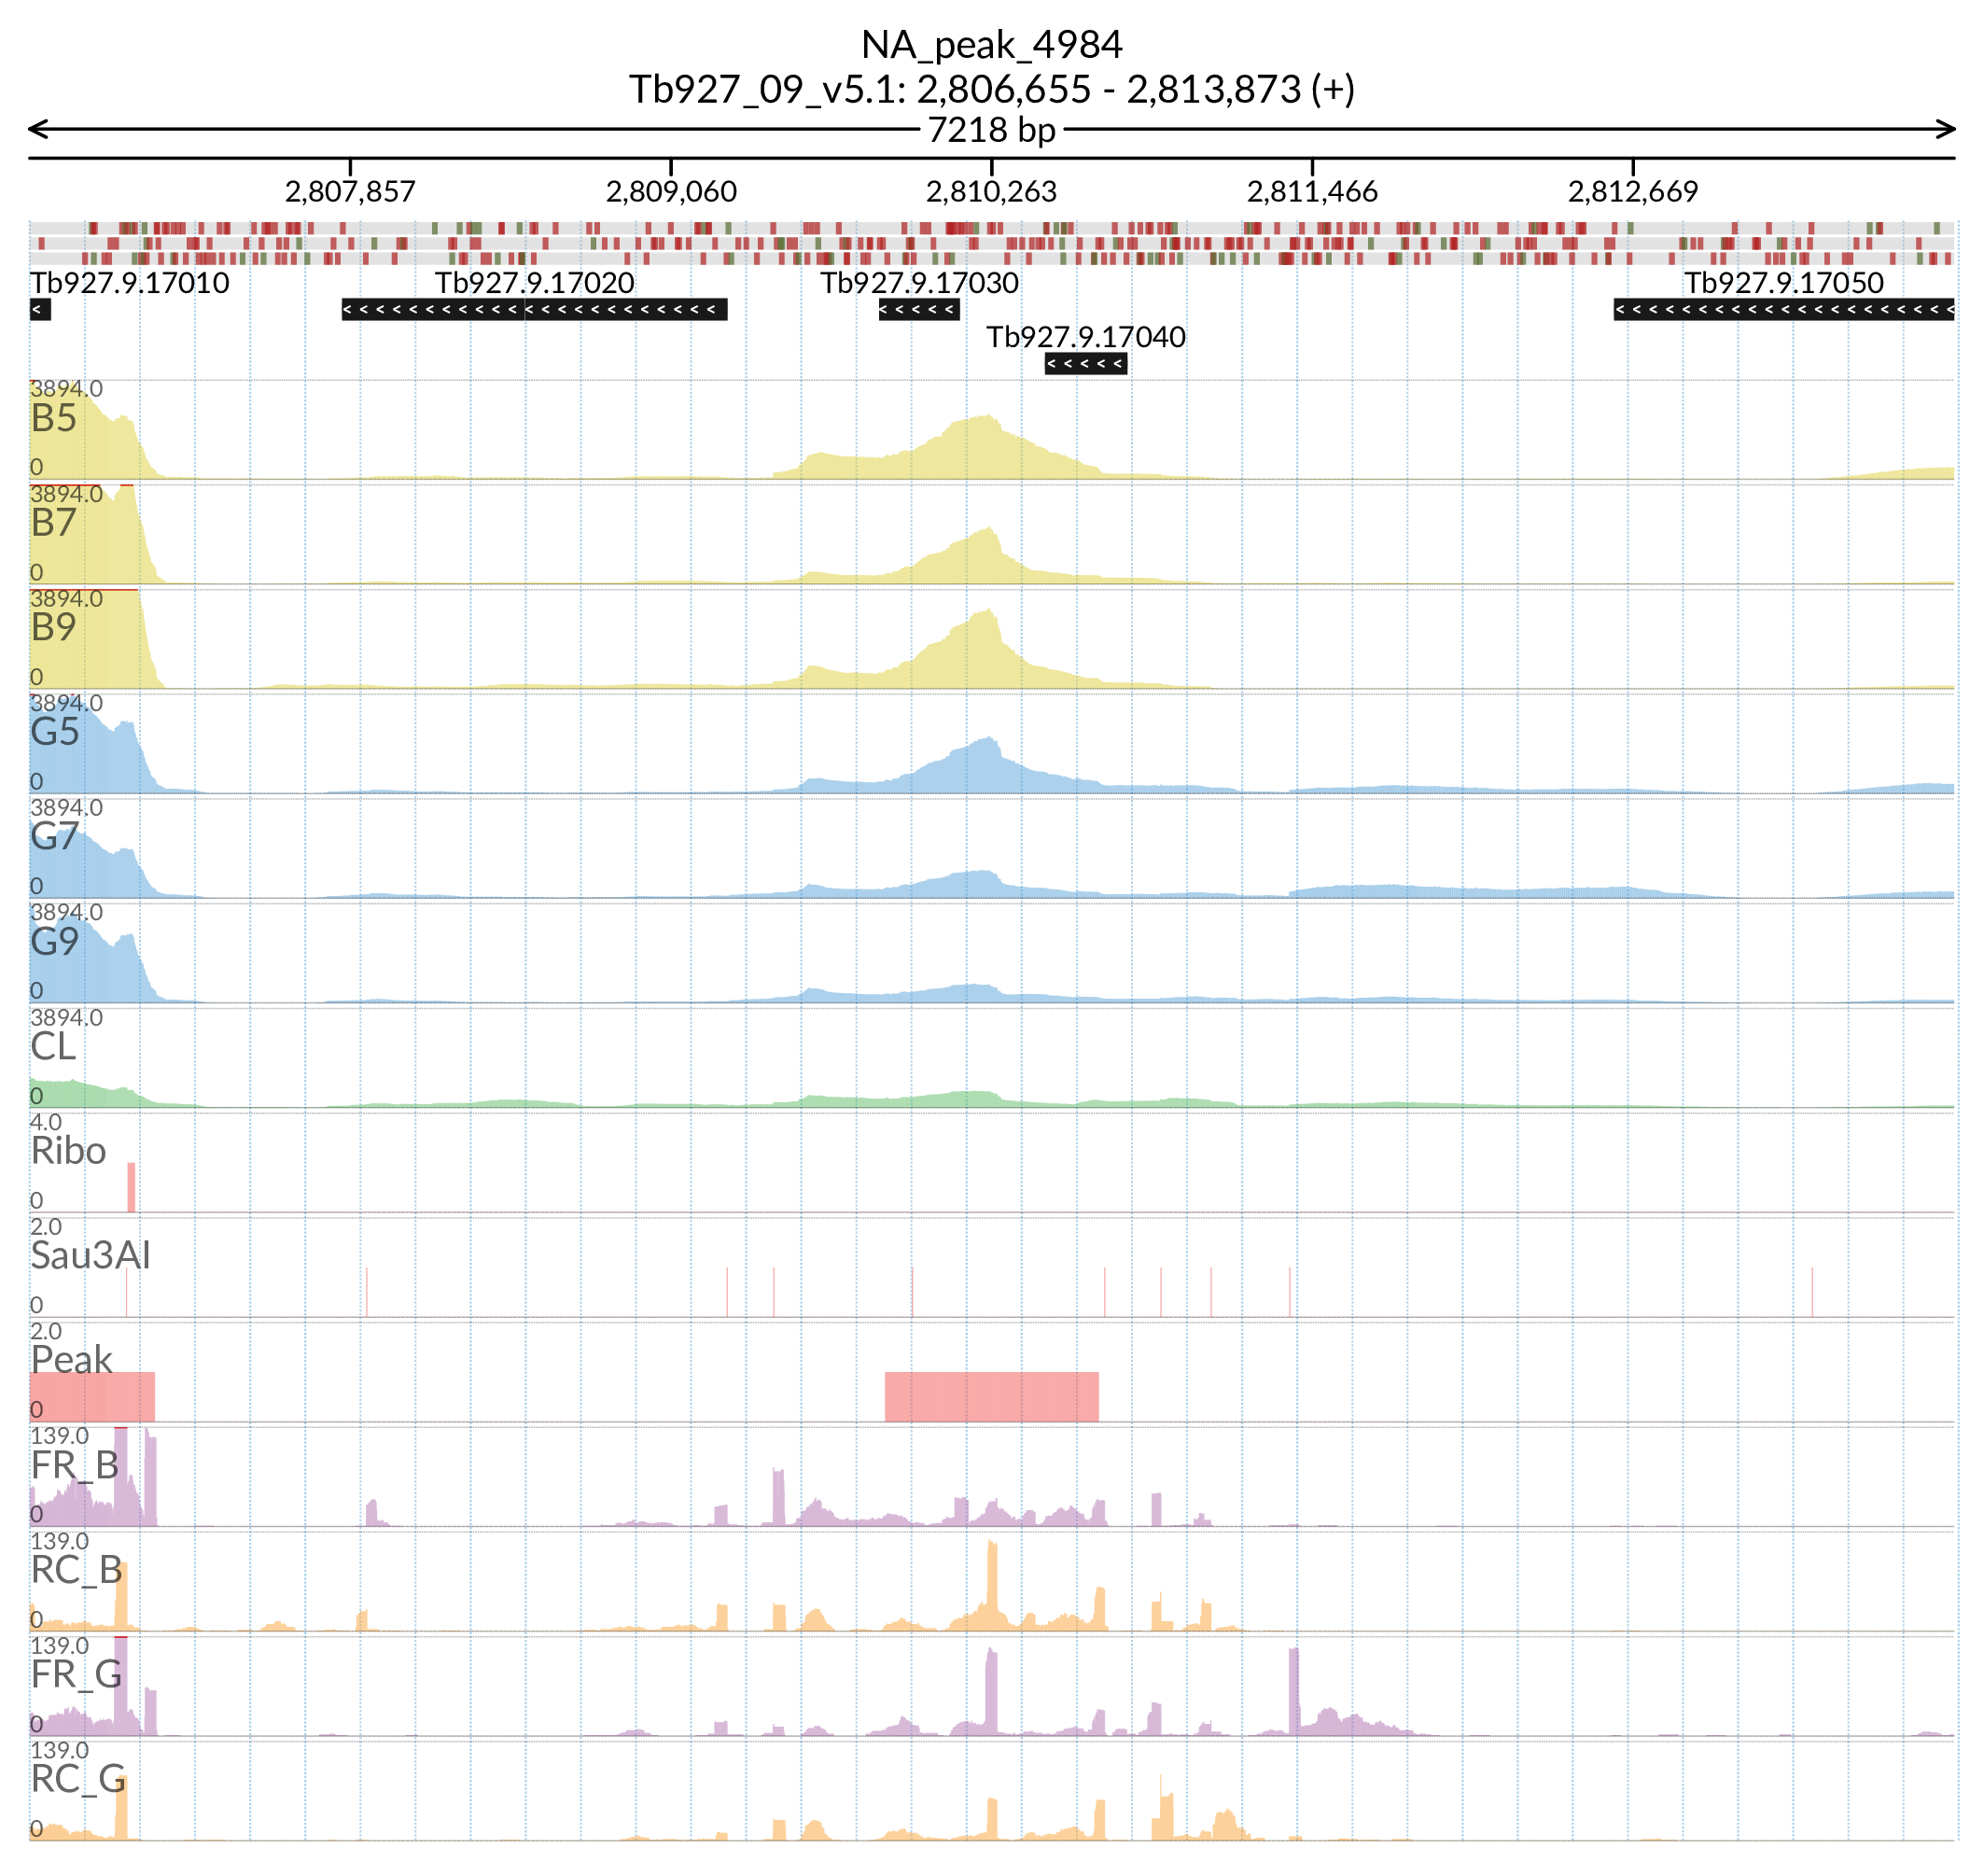 NA_peak_4984
Tb927_09_v5.1: 2,806,655 - 2,813,873 (+)
7218 bp
2,807,857 2,809,060 2,810,263 2,811,466 2,812,669
Tb927.9.17010 Tb927.9.17020 Tb927.9.17030 Tb927.9.17050
Tb927.9.17040
3894.0
B5
0
3894.0
B7
0
3894.0
B9
0
3894.0
G5
0
3894.0
G7
0
3894.0
G9
0
3894.0
CL
0
4.0
Ribo
0
2.0
Sau3AI
0
2.0
Peak
0
139.0
FR_B
0
139.0
RC_B
0
139.0
FR_G
0
139.0
RC_G
0